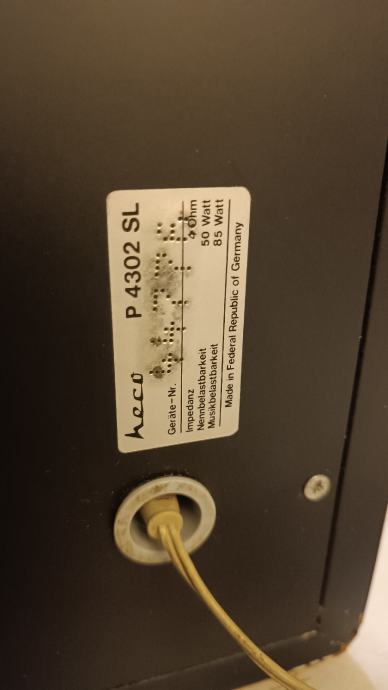 heco P 4302 SL
Geräte-Nr.
Impedanz 4 Ohm
Nennbelastbarkeit 50 Watt
Musikbelastbarkeit 85 Watt
Made in Federal Republic of Germany